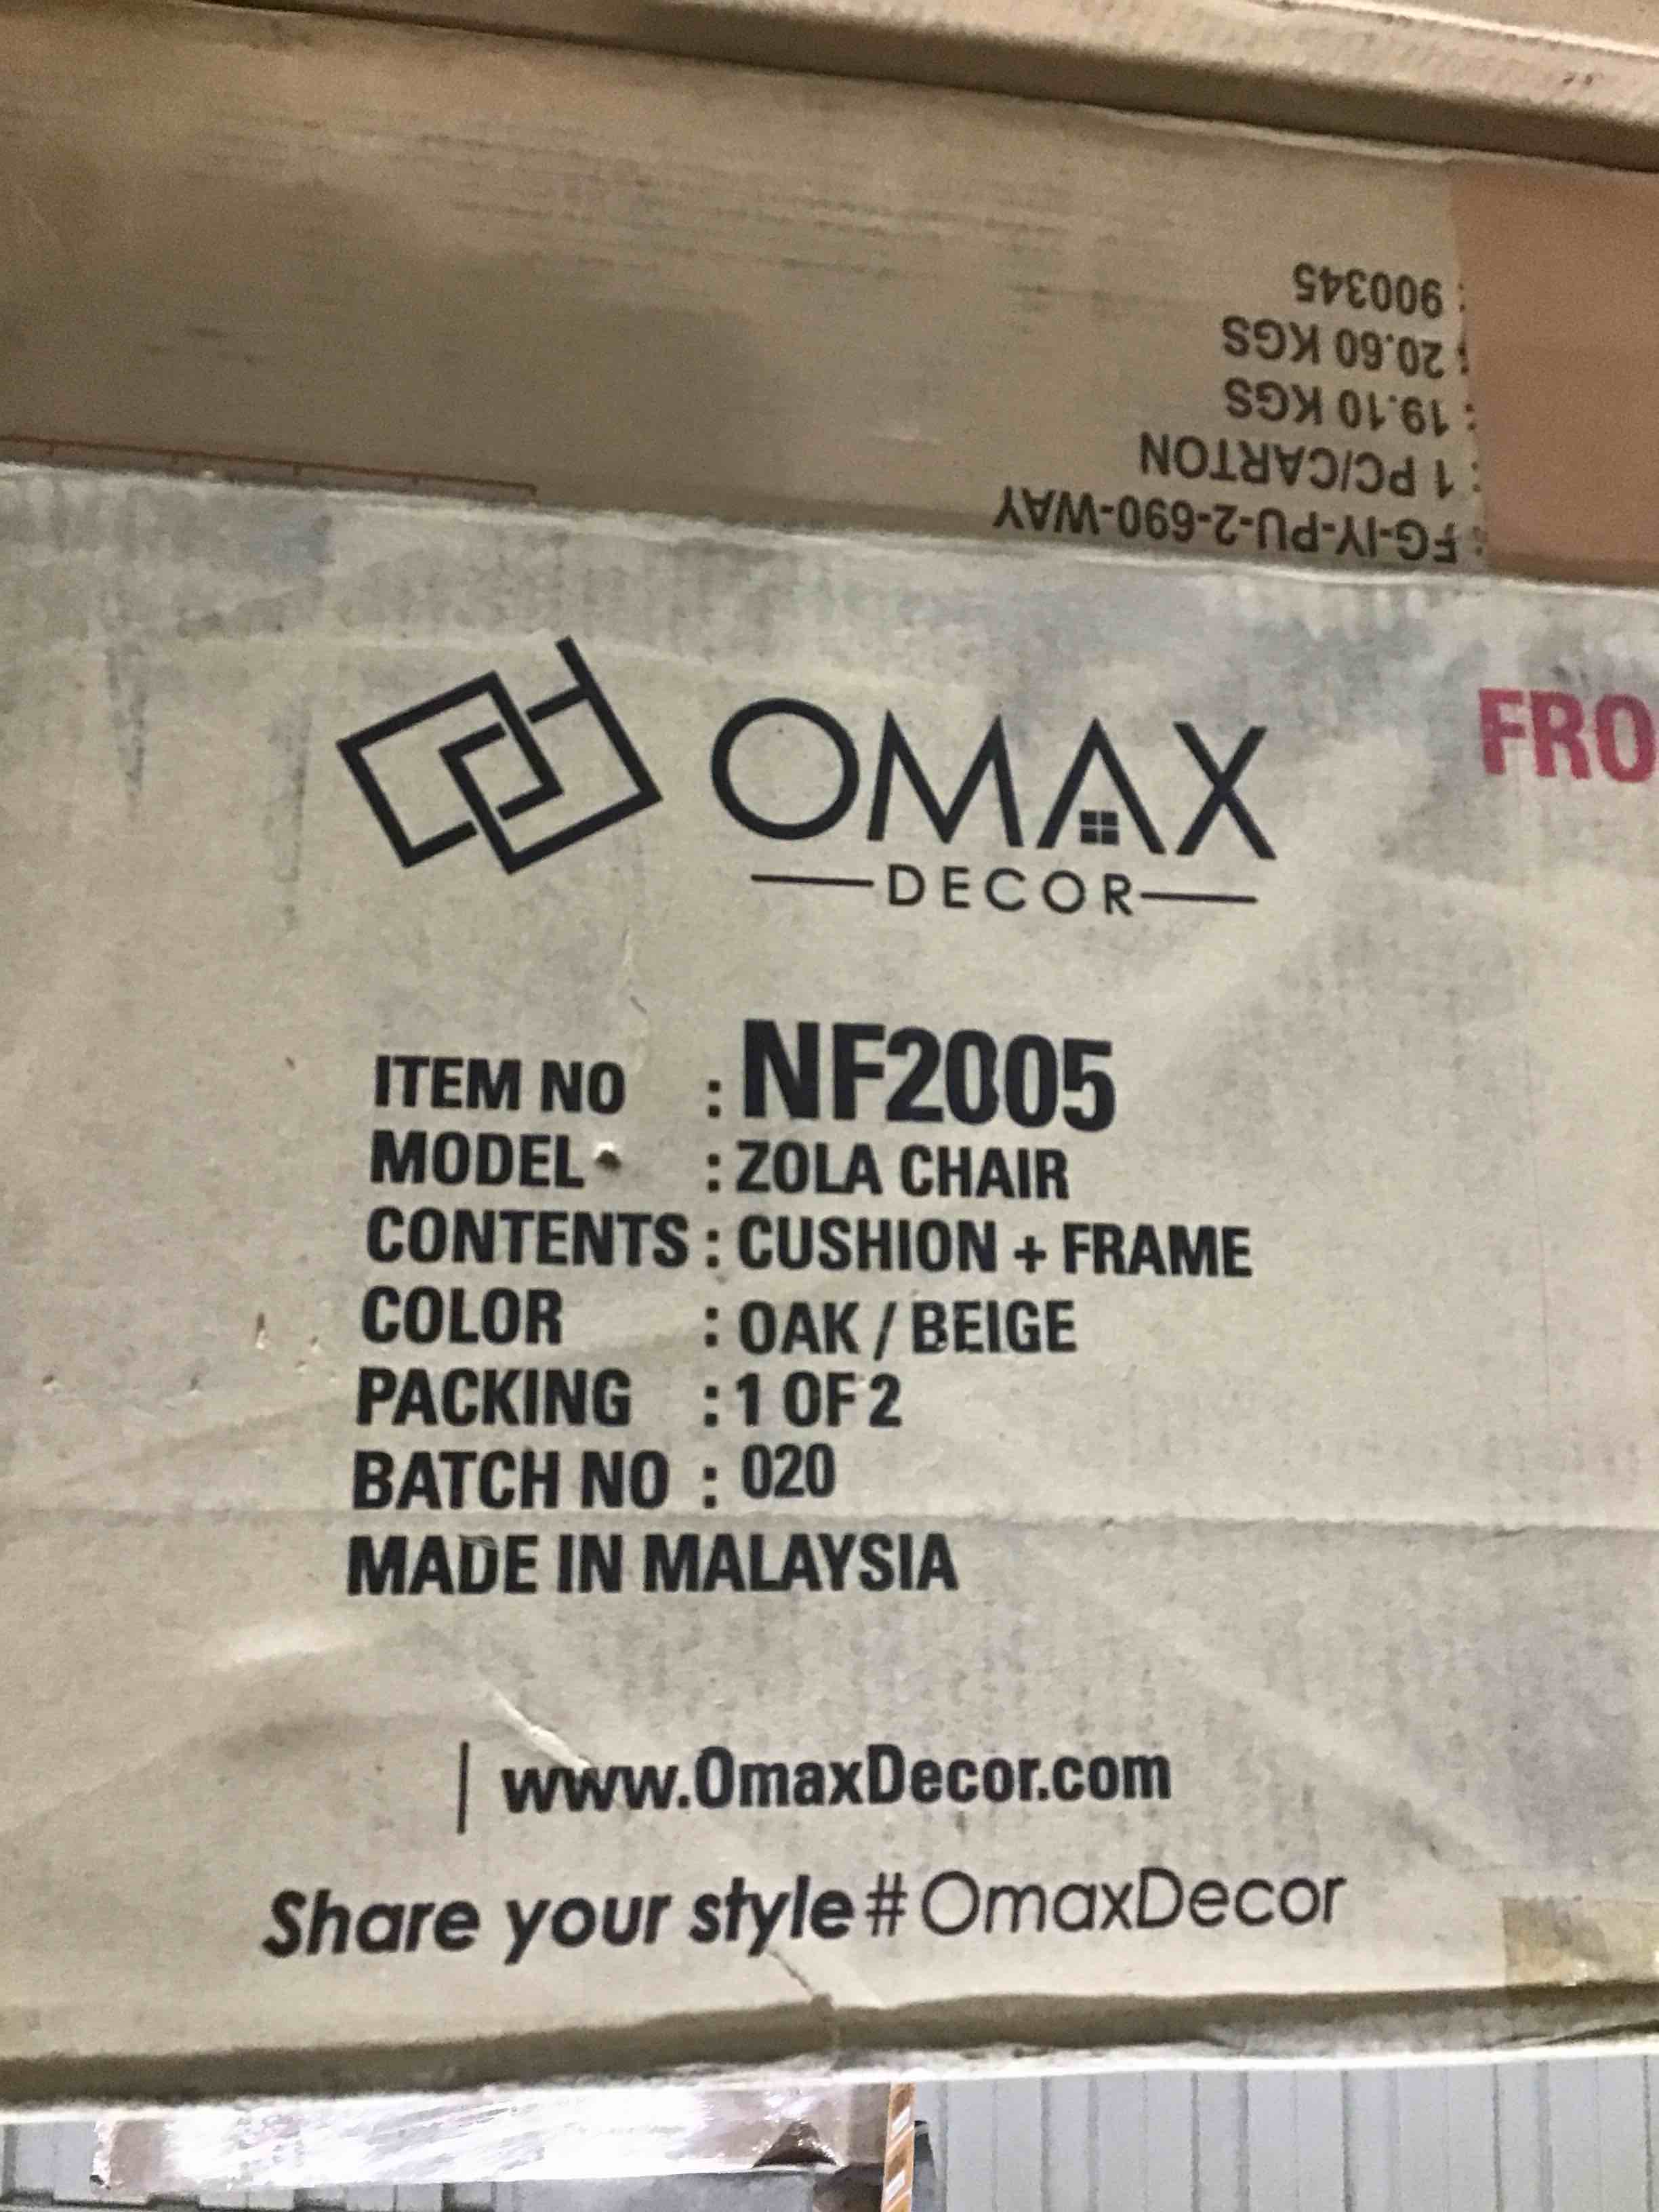 : 900345
: 20.60 KGS
: 19.10 KGS
: 1 PC/CARTON
: FG-IY-PU-2-690-WAY
OMAX
DECOR
FRO
ITEM NO : NF2005
MODEL : ZOLA CHAIR
CONTENTS : CUSHION + FRAME
COLOR : OAK / BEIGE
PACKING : 1 OF 2
BATCH NO : 020
MADE IN MALAYSIA
| www.OmaxDecor.com
Share your style#OmaxDecor